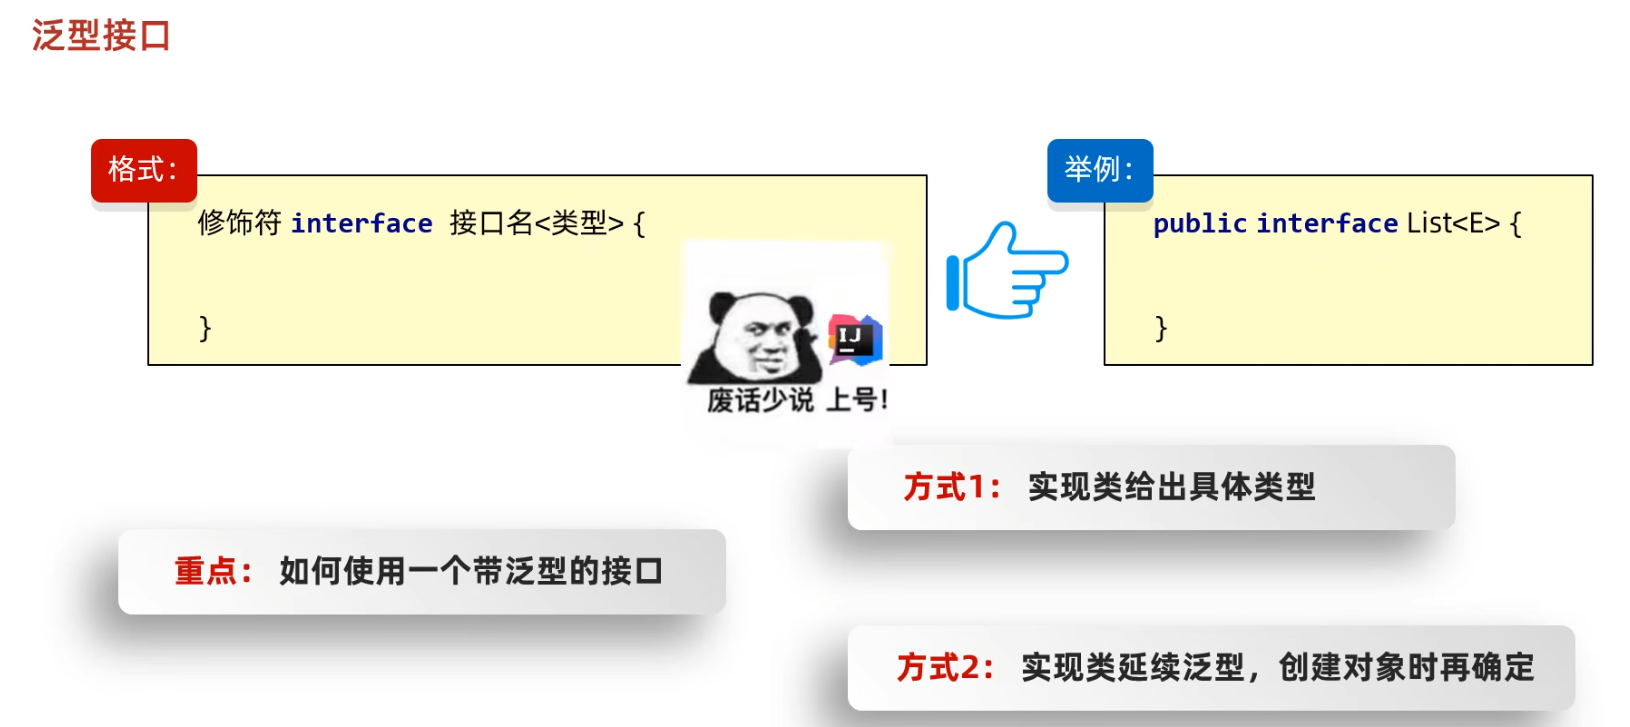 泛型接口
格式：
修饰符 interface 接口名<类型> {
}
举例：
public interface List<E> {
}
IJ
废话少说 上号!
重点： 如何使用一个带泛型的接口
方式1： 实现类给出具体类型
方式2： 实现类延续泛型，创建对象时再确定